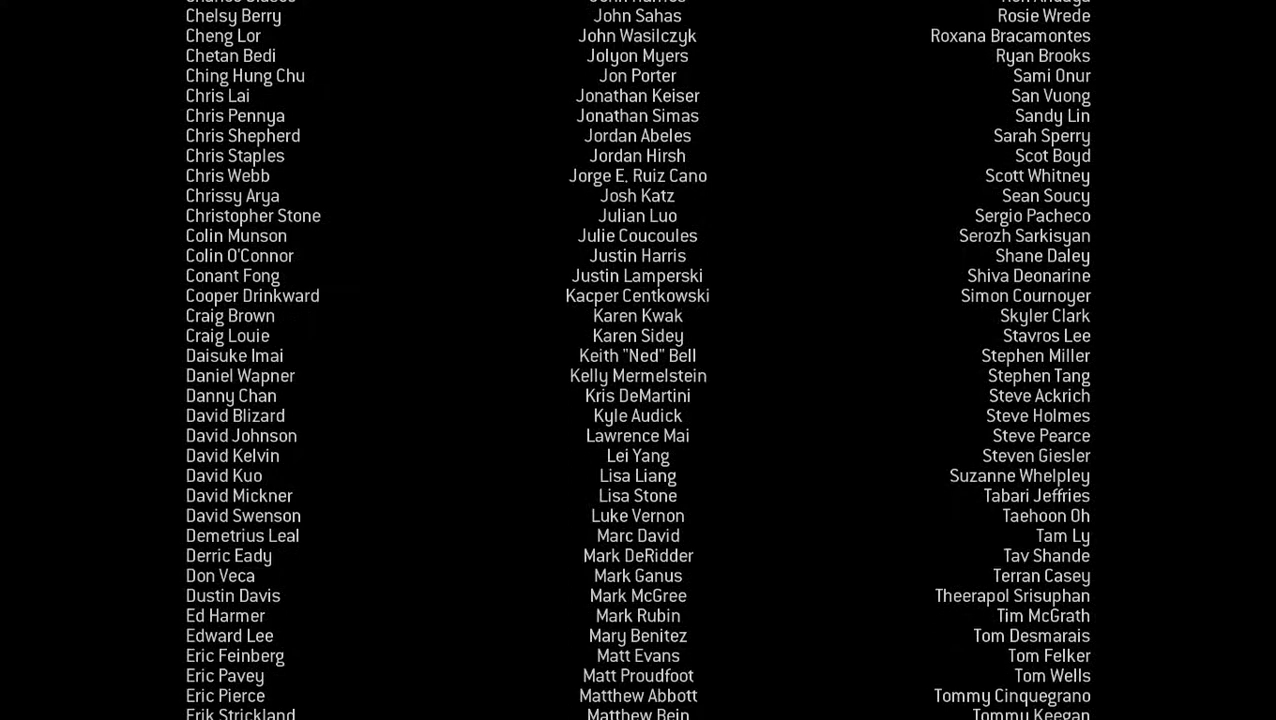 Chelsy Berry
Cheng Lor
Chetan Bedi
Ching Hung Chu
Chris Lai
Chris Pennya
Chris Shepherd
Chris Staples
Chris Webb
Chrissy Arya
Christopher Stone
Colin Munson
Colin O'Connor
Conant Fong
Cooper Drinkward
Craig Brown
Craig Louie
Daisuke Imai
Daniel Wapner
Danny Chan
David Blizard
David Johnson
David Kelvin
David Kuo
David Mickner
David Swenson
Demetrius Leal
Derric Eady
Don Veca
Dustin Davis
Ed Harmer
Edward Lee
Eric Feinberg
Eric Pavey
Eric Pierce
Erik Strickland
John Sahas
John Wasilczyk
Jolyon Myers
Jon Porter
Jonathan Keiser
Jonathan Simas
Jordan Abeles
Jordan Hirsh
Jorge E. Ruiz Cano
Josh Katz
Julian Luo
Julie Coucoules
Justin Harris
Justin Lamperski
Kacper Centkowski
Karen Kwak
Karen Sidey
Keith "Ned" Bell
Kelly Mermelstein
Kris DeMartini
Kyle Audick
Lawrence Mai
Lei Yang
Lisa Liang
Lisa Stone
Luke Vernon
Marc David
Mark DeRidder
Mark Ganus
Mark McGree
Mark Rubin
Mary Benitez
Matt Evans
Matt Proudfoot
Matthew Abbott
Matthew Bein
Rosie Wrede
Roxana Bracamontes
Ryan Brooks
Sami Onur
San Vuong
Sandy Lin
Sarah Sperry
Scot Boyd
Scott Whitney
Sean Soucy
Sergio Pacheco
Serozh Sarkisyan
Shane Daley
Shiva Deonarine
Simon Cournoyer
Skyler Clark
Stavros Lee
Stephen Miller
Stephen Tang
Steve Ackrich
Steve Holmes
Steve Pearce
Steven Giesler
Suzanne Whelpley
Tabari Jeffries
Taehoon Oh
Tam Ly
Tav Shande
Terran Casey
Theerapol Srisuphan
Tim McGrath
Tom Desmarais
Tom Felker
Tom Wells
Tommy Cinquegrano
Tommy Keegan